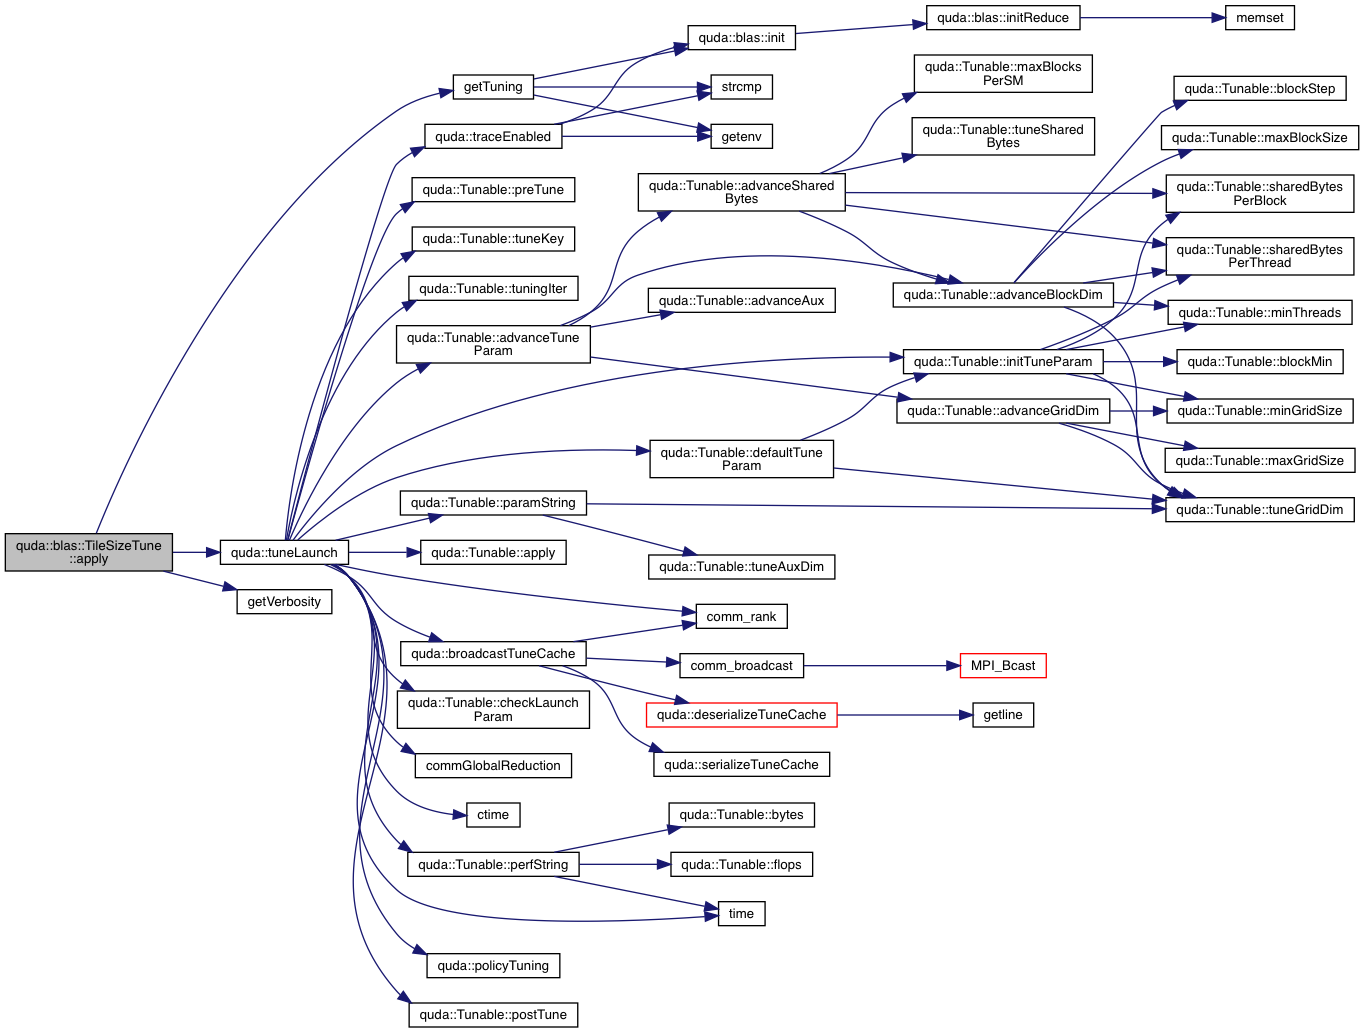 quda::blas::TileSizeTune
::apply
getTuning
quda::tuneLaunch
getVerbosity
quda::blas::init
strcmp
getenv
quda::blas::initReduce
memset
quda::traceEnabled
quda::Tunable::preTune
quda::Tunable::tuneKey
quda::Tunable::tuningIter
quda::Tunable::advanceTune
Param
quda::Tunable::advanceShared
Bytes
quda::Tunable::advanceAux
quda::Tunable::maxBlocks
PerSM
quda::Tunable::tuneShared
Bytes
quda::Tunable::advanceBlockDim
quda::Tunable::initTuneParam
quda::Tunable::advanceGridDim
quda::Tunable::blockStep
quda::Tunable::maxBlockSize
quda::Tunable::sharedBytes
PerBlock
quda::Tunable::sharedBytes
PerThread
quda::Tunable::minThreads
quda::Tunable::blockMin
quda::Tunable::minGridSize
quda::Tunable::maxGridSize
quda::Tunable::tuneGridDim
quda::Tunable::defaultTune
Param
quda::Tunable::paramString
quda::Tunable::apply
quda::Tunable::tuneAuxDim
comm_rank
quda::broadcastTuneCache
comm_broadcast
MPI_Bcast
quda::deserializeTuneCache
getline
quda::serializeTuneCache
quda::Tunable::checkLaunch
Param
commGlobalReduction
ctime
quda::Tunable::perfString
quda::Tunable::bytes
quda::Tunable::flops
time
quda::policyTuning
quda::Tunable::postTune